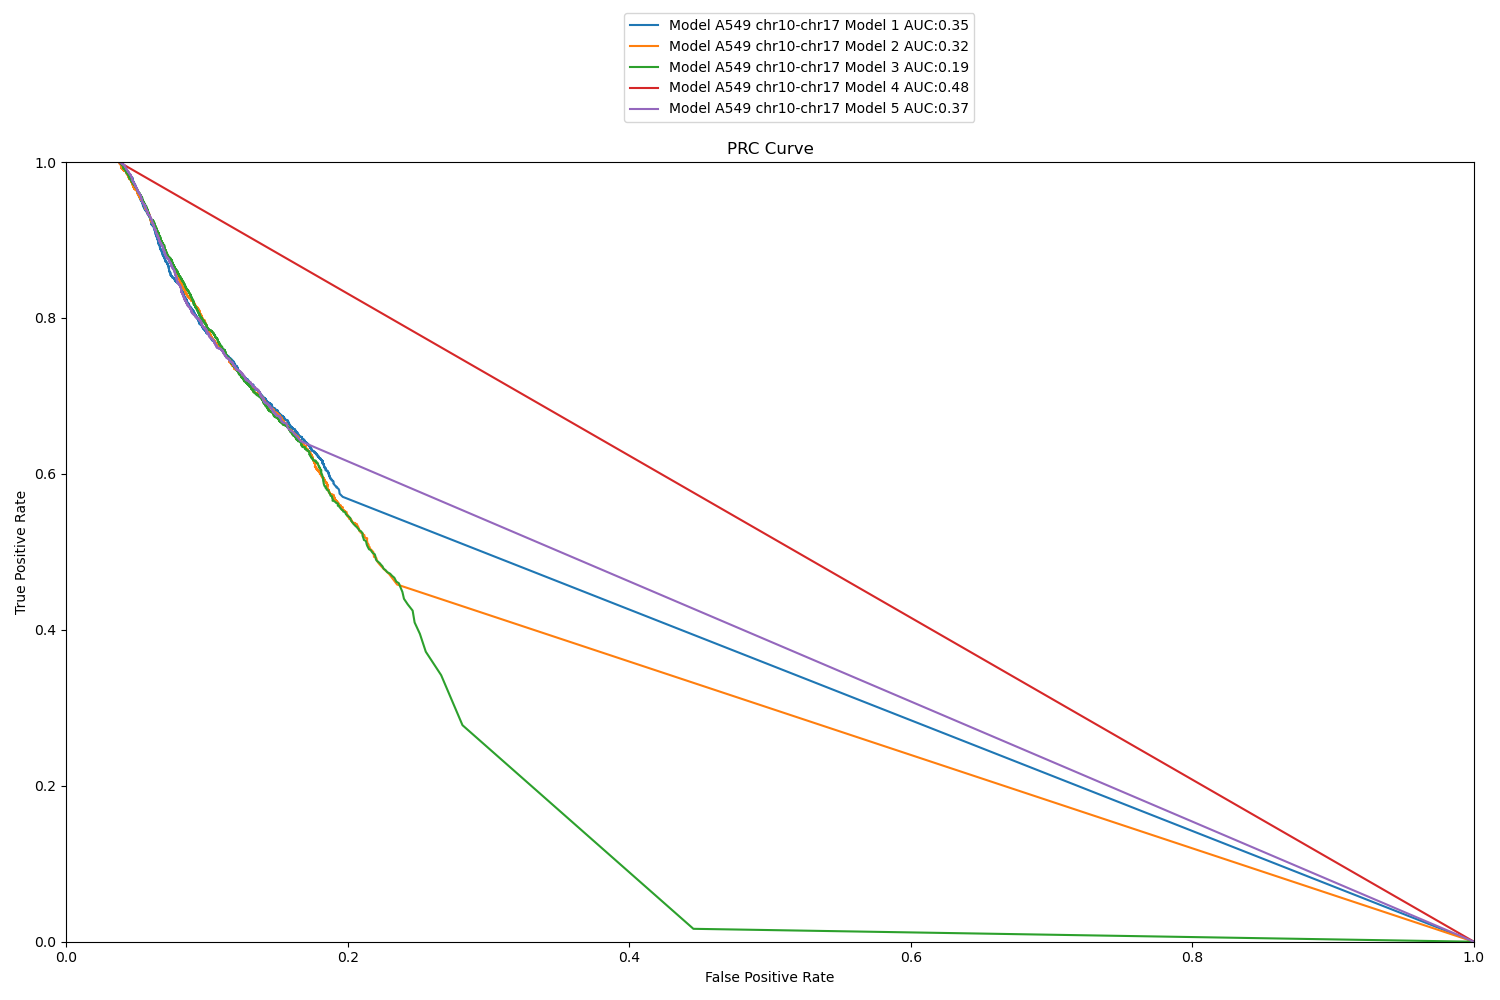 Model A549 chr10-chr17 Model 1 AUC:0.35
Model A549 chr10-chr17 Model 2 AUC:0.32
Model A549 chr10-chr17 Model 3 AUC:0.19
Model A549 chr10-chr17 Model 4 AUC:0.48
Model A549 chr10-chr17 Model 5 AUC:0.37
PRC Curve
1.0
0.8
0.6
0.4
0.2
0.0
True Positive Rate
0.0 0.2 0.4 0.6 0.8 1.0
False Positive Rate